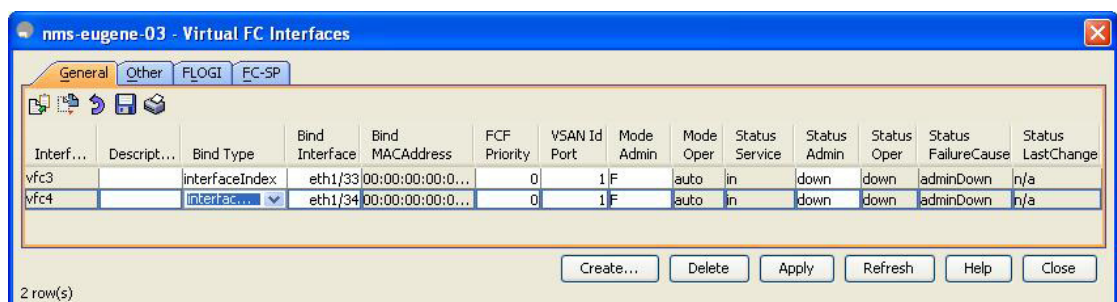 nms-eugene-03 - Virtual FC Interfaces
General Other FLOGI FC-SP
Bind Bind FCF VSAN Id Mode Mode Status Status Status Status Status
Interf... Descript... Bind Type Interface MACAddress Priority Port Admin Oper Service Admin Oper FailureCause LastChange
vfc3 interfaceIndex eth1/33 00:00:00:00:0... 0 1 F auto in down down adminDown n/a
vfc4 interfac... eth1/34 00:00:00:00:0... 0 1 F auto in down down adminDown n/a
Create... Delete Apply Refresh Help Close
2 row(s)